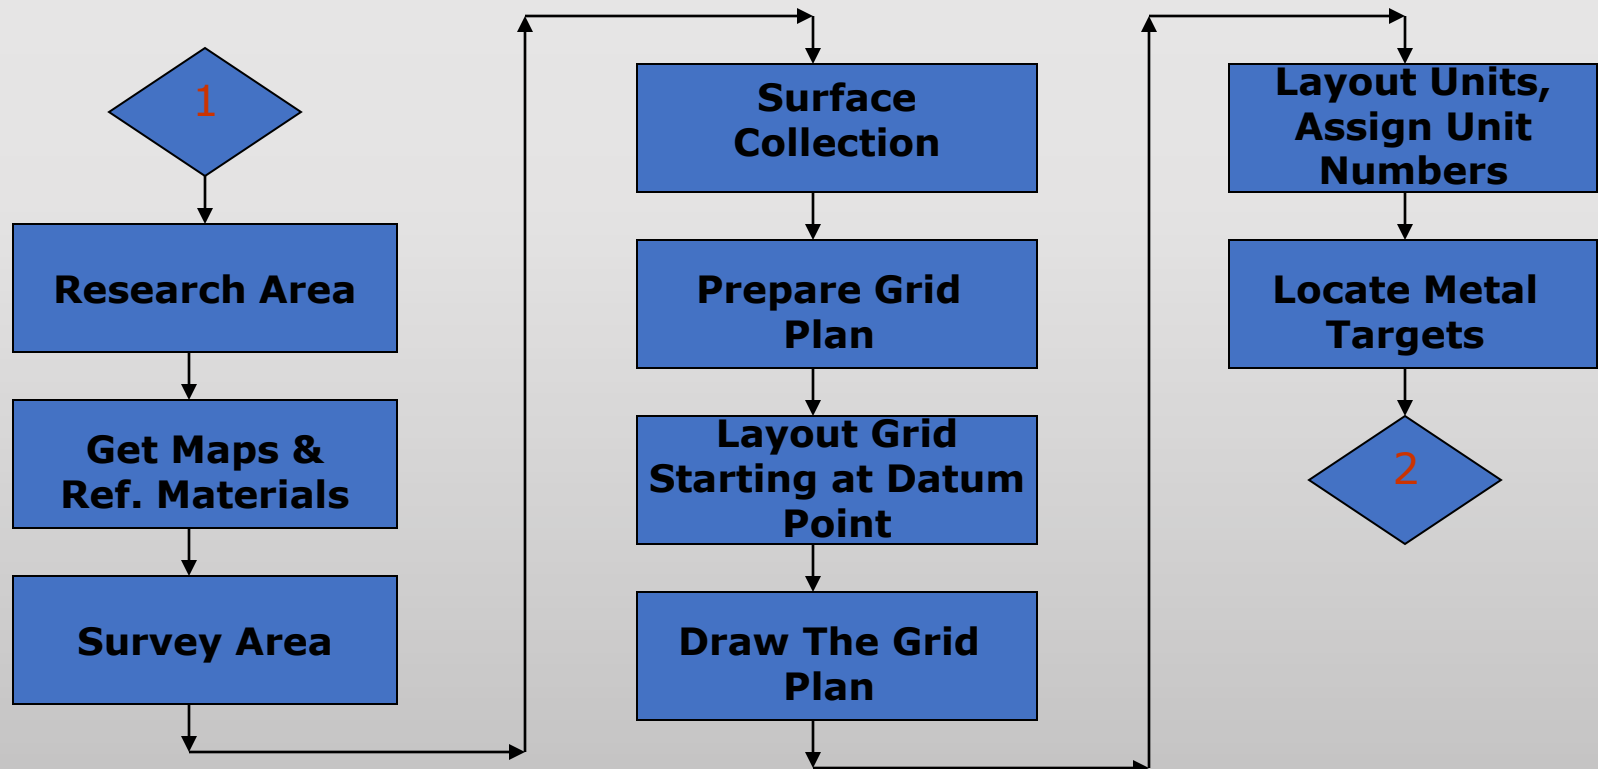 1
Research Area
Get Maps &
Ref. Materials
Survey Area
Surface
Collection
Prepare Grid
Plan
Layout Grid
Starting at Datum
Point
Draw The Grid
Plan
Layout Units,
Assign Unit
Numbers
Locate Metal
Targets
2